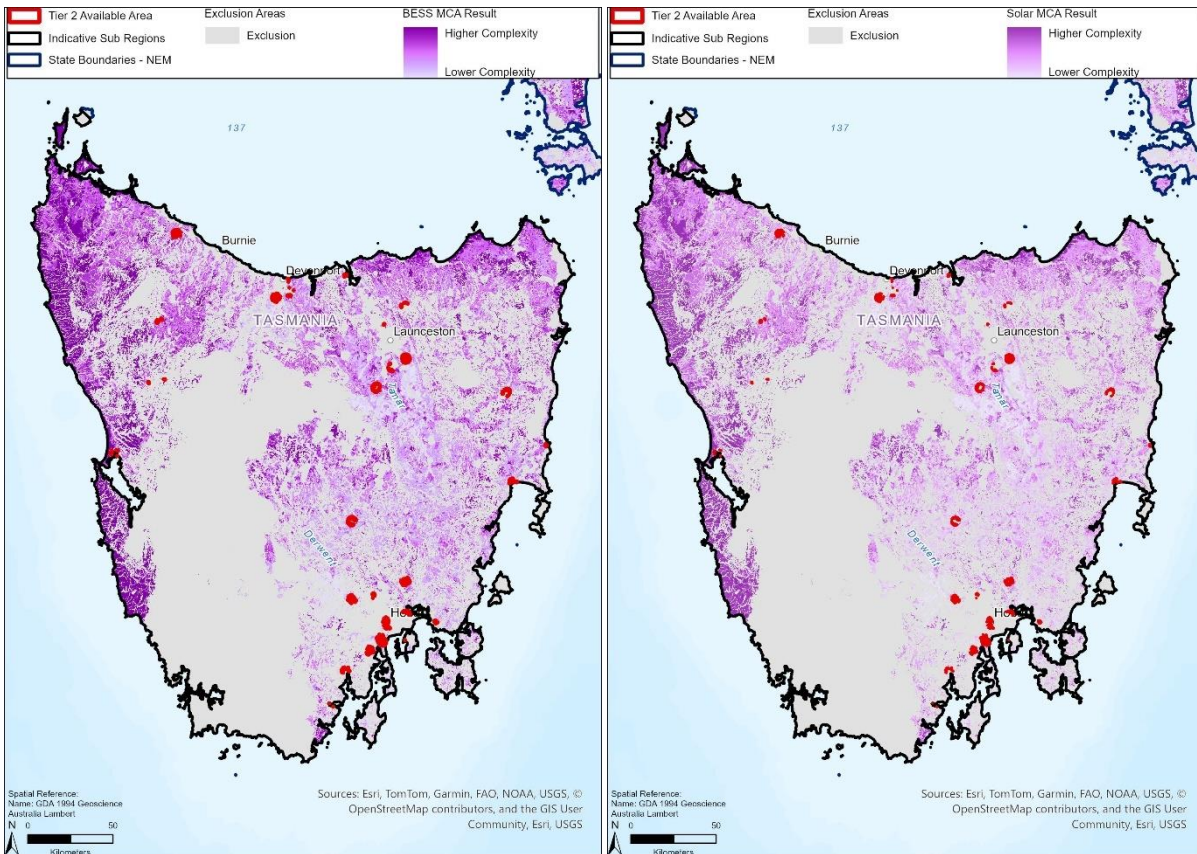 Tier 2 Available Area
Indicative Sub Regions
State Boundaries - NEM
Exclusion Areas
Exclusion
BESS MCA Result
Higher Complexity
Lower Complexity
137
Burnie
Devonport
TASMANIA
Launceston
Tamar
Derwent
Spatial Reference:
Name: GDA 1994 Geoscience
Australia Lambert
N 0 50
Kilometers
Sources: Esri, TomTom, Garmin, FAO, NOAA, USGS, ©
OpenStreetMap contributors, and the GIS User
Community, Esri, USGS
Tier 2 Available Area
Indicative Sub Regions
State Boundaries - NEM
Exclusion Areas
Exclusion
Solar MCA Result
Higher Complexity
Lower Complexity
137
Burnie
Devonport
TASMANIA
Launceston
Tamar
Derwent
Spatial Reference:
Name: GDA 1994 Geoscience
Australia Lambert
N 0 50
Kilometers
Sources: Esri, TomTom, Garmin, FAO, NOAA, USGS, ©
OpenStreetMap contributors, and the GIS User
Community, Esri, USGS